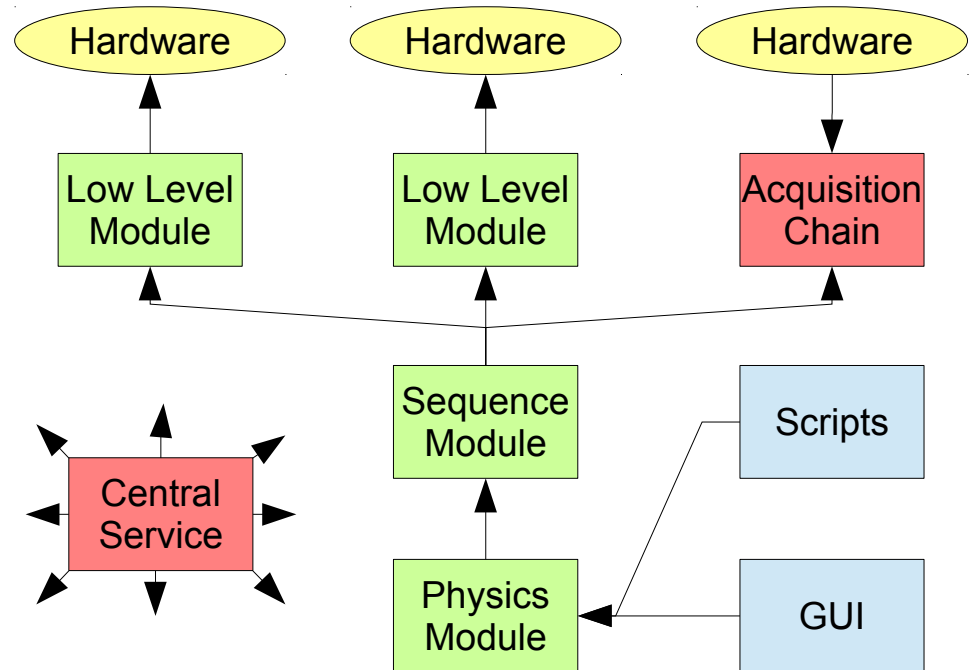 Hardware
Hardware
Hardware
Low Level
Module
Low Level
Module
Acquisition
Chain
Sequence
Module
Scripts
Central
Service
Physics
Module
GUI